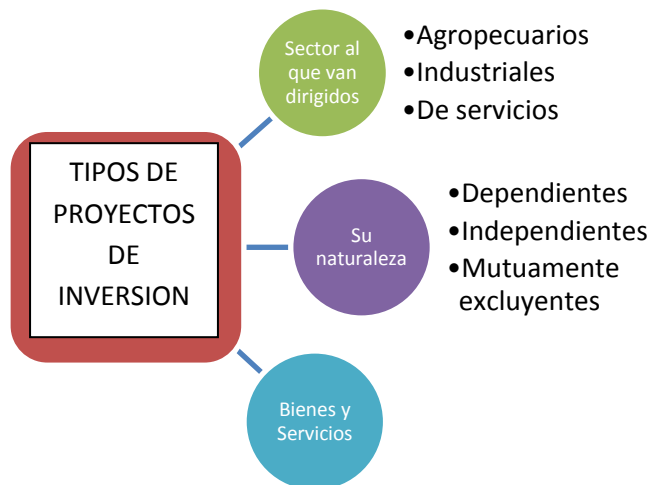 TIPOS DE
PROYECTOS
DE
INVERSION
Sector al
que van
dirigidos
•Agropecuarios
•Industriales
•De servicios
Su
naturaleza
•Dependientes
•Independientes
•Mutuamente
excluyentes
Bienes y
Servicios